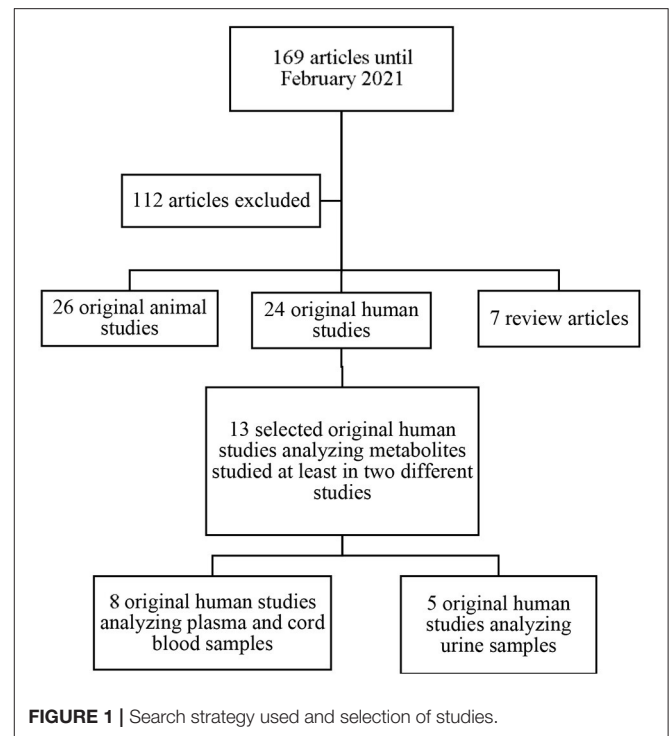 169 articles until
February 2021
112 articles excluded
26 original animal
studies
24 original human
studies
7 review articles
13 selected original human
studies analyzing metabolites
studied at least in two different
studies
8 original human studies
analyzing plasma and cord
blood samples
5 original human
studies analyzing
urine samples
FIGURE 1 | Search strategy used and selection of studies.